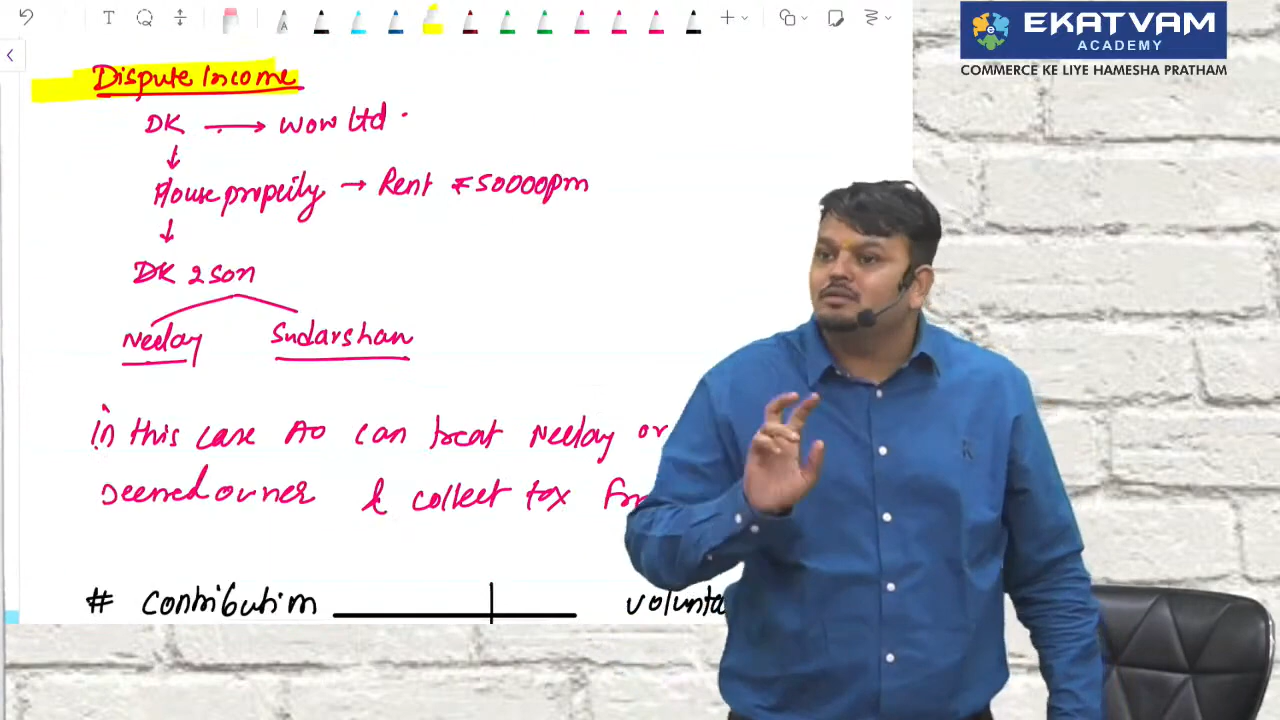 EKATVAM
ACADEMY
COMMERCE KE LIYE HAMESHA PRATHAM
Dispute Income
DK → WOW Ltd
↓
House property → Rent ₹50000pm
↓
DK 2 son
Neelay Sudarshan
in this case AO can treat Neelay or
Deemed owner & collect tax
# contribution